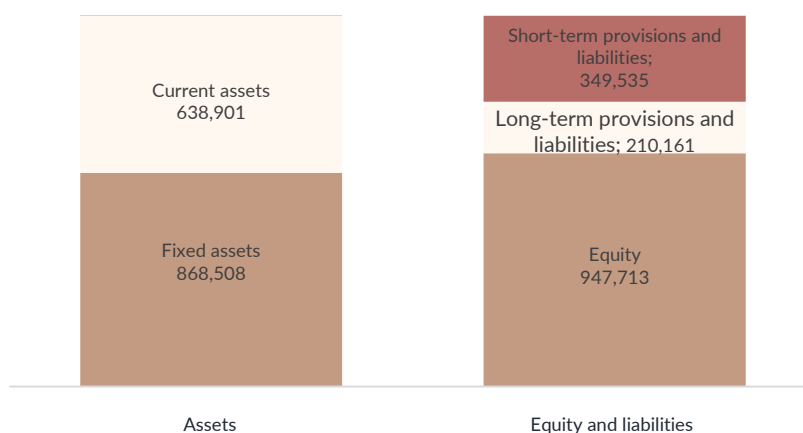 Current assets
638,901
Fixed assets
868,508
Assets
Short-term provisions and
liabilities;
349,535
Long-term provisions and
liabilities; 210,161
Equity
947,713
Equity and liabilities